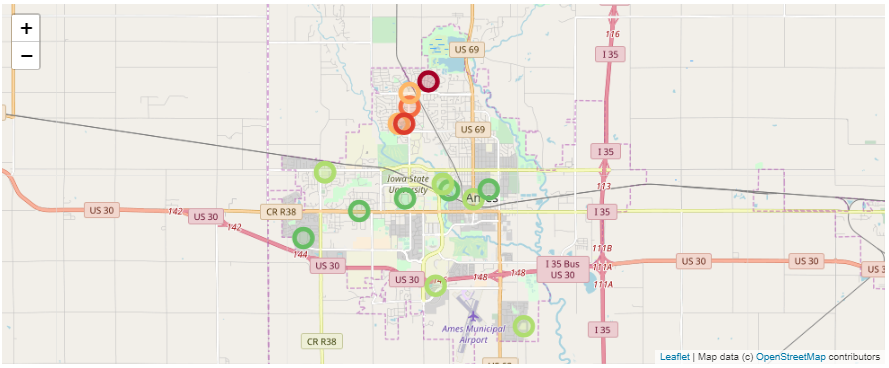 +
−
US 69
116
I 35
US 69
I 35
Iowa State
University
Ames
113
US 30
142
US 30
CR R38
I 35
142
144
US 30
US 30
148
148
I 35 Bus
US 30
111B
111A
111A
US 30
US 30
US 3
Ames Municipal
Airport
I 35
CR R38
Leaflet | Map data (c) OpenStreetMap contributors